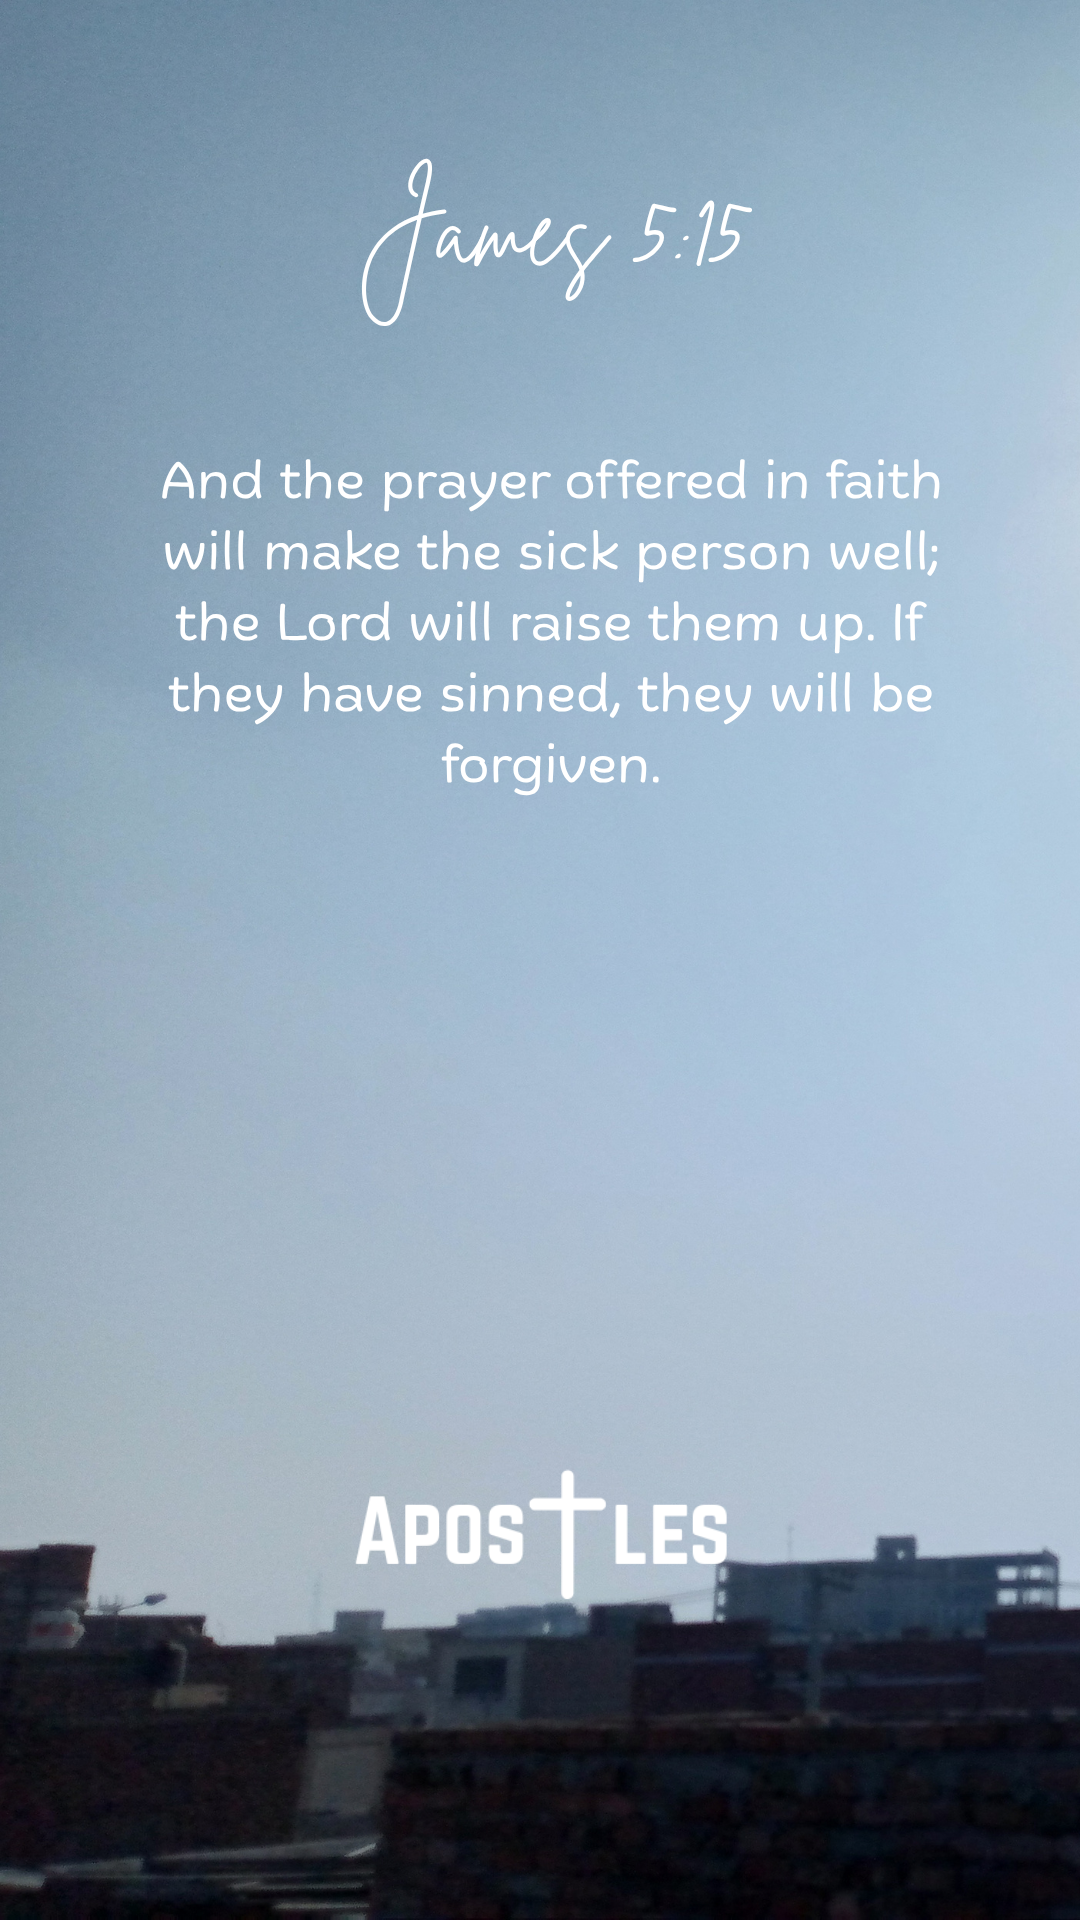 James 5:15
And the prayer offered in faith
will make the sick person well;
the Lord will raise them up. If
they have sinned, they will be
forgiven.
APOSTLES